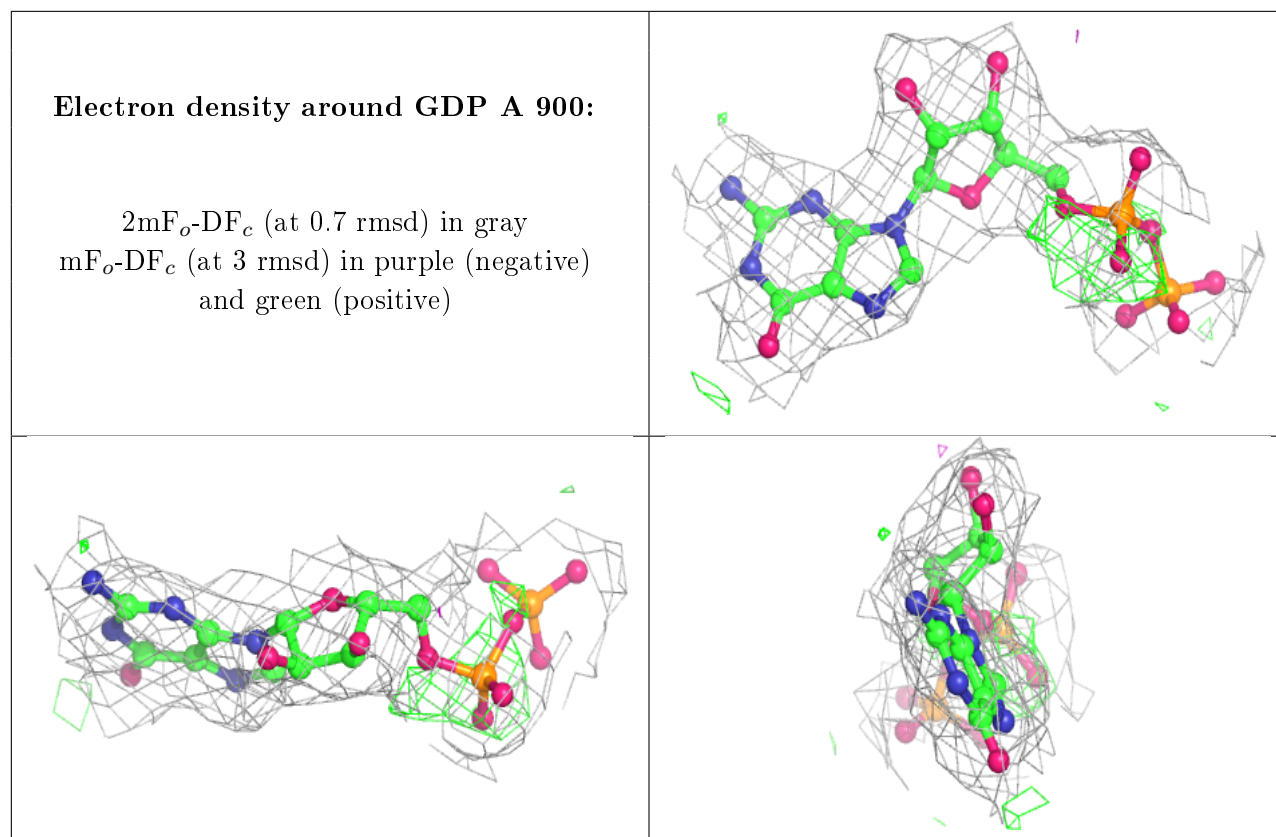 Electron density around GDP A 900:
2mFₒ-DF𝒸 (at 0.7 rmsd) in gray
mFₒ-DF𝒸 (at 3 rmsd) in purple (negative)
and green (positive)